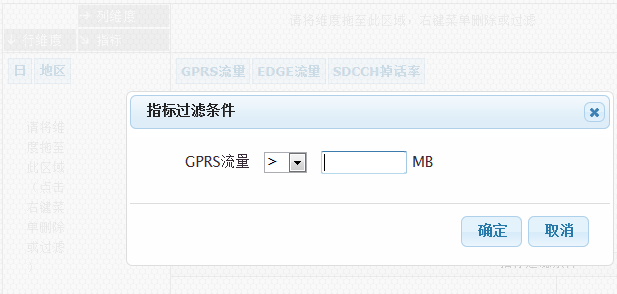 列维度
请将维度拖至此区域，右键菜单删除或过滤
行维度
指标
日 地区
GPRS流量 EDGE流量 SDCCH掉话率
指标过滤条件
请将维
度拖至
此区域
（点击
右键菜
单删除
或过滤
）
GPRS流量 > MB
确定 取消